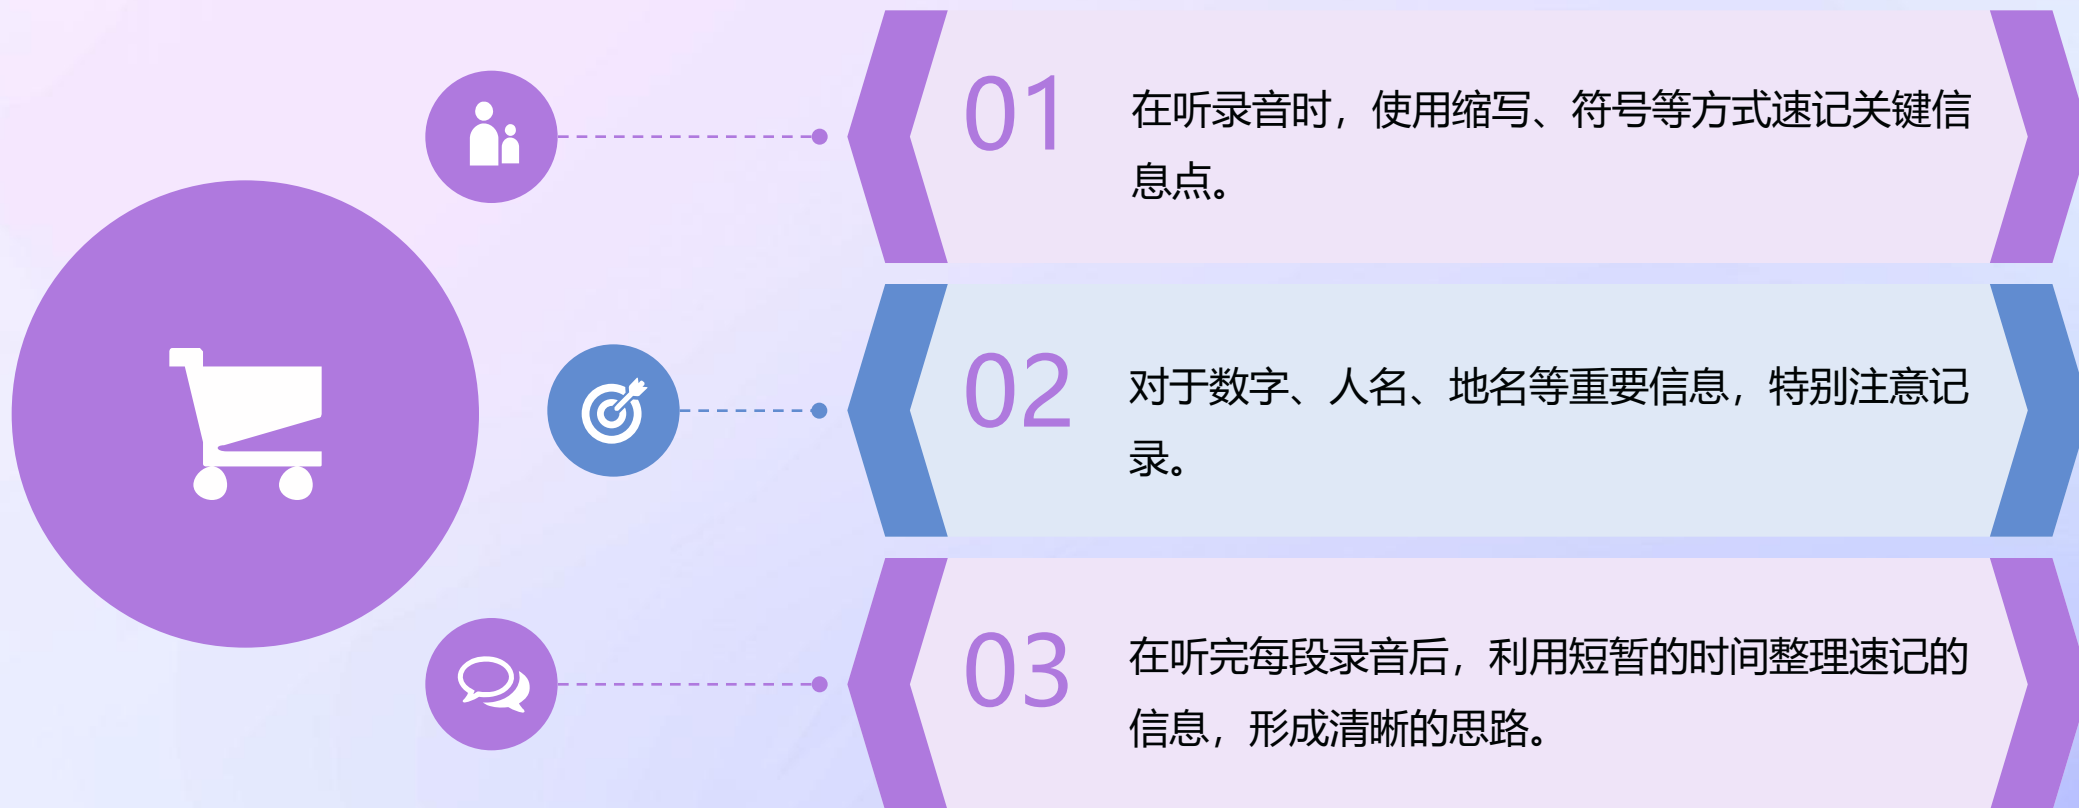 01
在听录音时，使用缩写、符号等方式速记关键信
息点。
02
对于数字、人名、地名等重要信息，特别注意记
录。
03
在听完每段录音后，利用短暂的时间整理速记的
信息，形成清晰的思路。